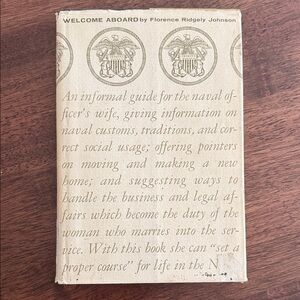 WELCOME ABOARD by Florence Ridgely Johnson
An informal guide for the naval of-
ficer's wife, giving information on
naval customs, traditions, and cor-
rect social usage; offering pointers
on moving and making a new
home; and suggesting ways to
handle the business and legal af-
fairs which become the duty of the
woman who marries into the ser-
vice. With this book she can "set a
proper course" for life in the N